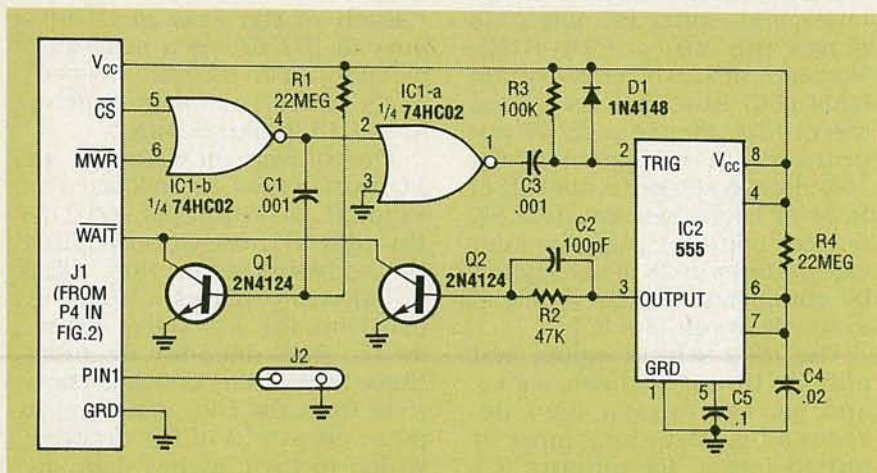 VCC
CS
5
6
MWR
IC1-b
1/4 74HC02
4
R1
22MEG
C1
.001
IC1-a
1/4 74HC02
2
3
1
C3
.001
R3
100K
D1
1N4148
2
TRIG
VCC
8
4
IC2
555
R4
22MEG
3
OUTPUT
6
7
GRD
1
5
C5
.1
C4
.02
C2
100pF
R2
47K
WAIT
Q1
2N4124
Q2
2N4124
J1
(FROM
P4 IN
FIG.2)
PIN1
J2
GRD